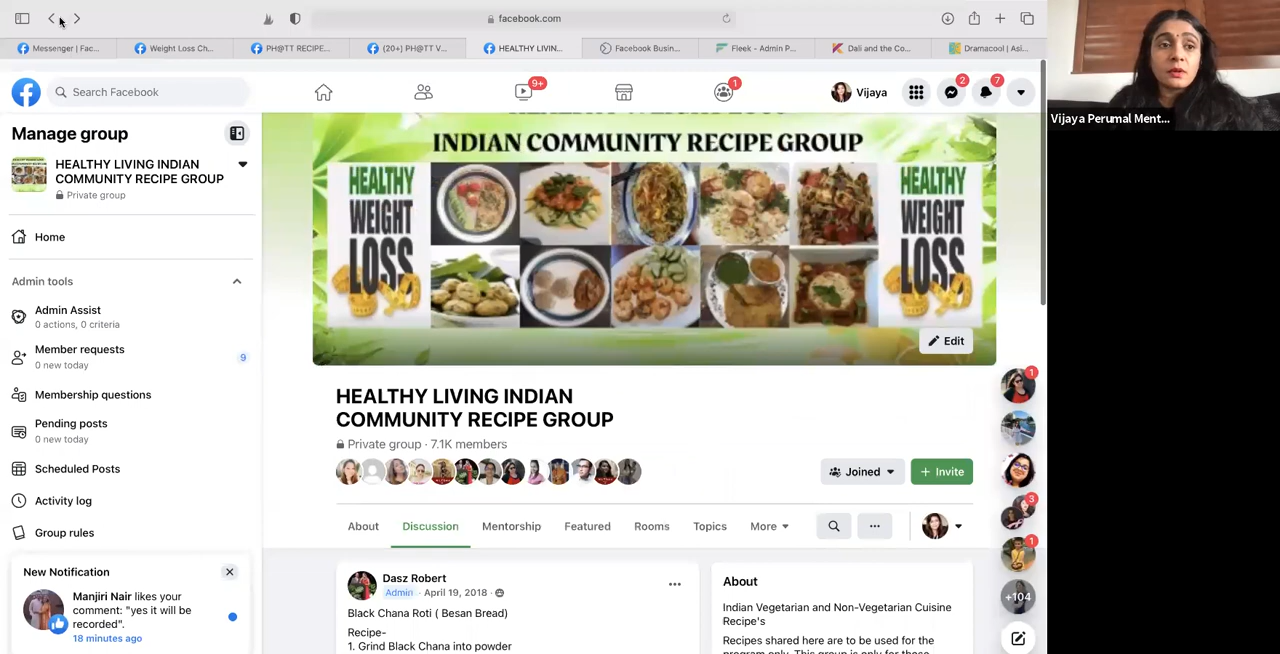 facebook.com
Messenger | Fac...
Weight Loss Ch...
PH@TT RECIPE...
(20+) PH@TT V...
HEALTHY LIVIN...
Facebook Busin...
Fleek - Admin P...
Dali and the Co...
Dramacool | Asi...
Search Facebook
9+
1
Vijaya
2
7
Vijaya Perumal Ment...
Manage group
HEALTHY LIVING INDIAN
COMMUNITY RECIPE GROUP
Private group
Home
Admin tools
Admin Assist
0 actions, 0 criteria
Member requests
0 new today
9
Membership questions
Pending posts
0 new today
Scheduled Posts
Activity log
Group rules
New Notification
Manjiri Nair likes your
comment: "yes it will be
recorded".
18 minutes ago
INDIAN COMMUNITY RECIPE GROUP
HEALTHY
WEIGHT
LOSS
HEALTHY
WEIGHT
LOSS
Edit
HEALTHY LIVING INDIAN
COMMUNITY RECIPE GROUP
Private group · 7.1K members
Joined
+ Invite
About
Discussion
Mentorship
Featured
Rooms
Topics
More
Dasz Robert
Admin · April 19, 2018 ·
Black Chana Roti ( Besan Bread)
Recipe-
1. Grind Black Chana into powder
About
Indian Vegetarian and Non-Vegetarian Cuisine
Recipe's
Recipes shared here are to be used for the
program only. This group is only for those
1
3
1
+104